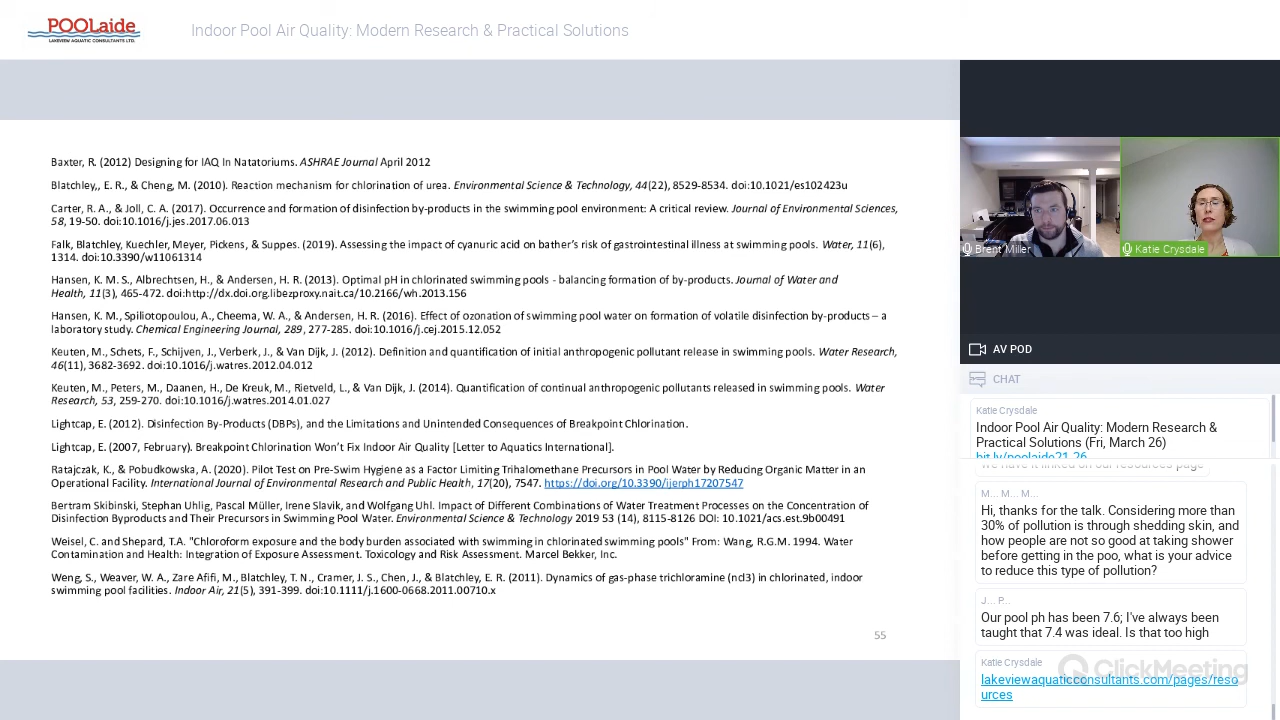 POOLaide
LAKEVIEW AQUATIC CONSULTANTS LTD.
Indoor Pool Air Quality: Modern Research & Practical Solutions
Baxter, R. (2012) Designing for IAQ In Natatoriums. ASHRAE Journal April 2012
Blatchley,, E. R., & Cheng, M. (2010). Reaction mechanism for chlorination of urea. Environmental Science & Technology, 44(22), 8529-8534. doi:10.1021/es102423u
Carter, R. A., & Joll, C. A. (2017). Occurrence and formation of disinfection by-products in the swimming pool environment: A critical review. Journal of Environmental Sciences,
58, 19-50. doi:10.1016/j.jes.2017.06.013
Falk, Blatchley, Kuechler, Meyer, Pickens, & Suppes. (2019). Assessing the impact of cyanuric acid on bather's risk of gastrointestinal illness at swimming pools. Water, 11(6),
1314. doi:10.3390/w11061314
Hansen, K. M. S., Albrechtsen, H., & Andersen, H. R. (2013). Optimal pH in chlorinated swimming pools - balancing formation of by-products. Journal of Water and
Health, 11(3), 465-472. doi:http://dx.doi.org.libezproxy.nait.ca/10.2166/wh.2013.156
Hansen, K. M., Spiliotopoulou, A., Cheema, W. A., & Andersen, H. R. (2016). Effect of ozonation of swimming pool water on formation of volatile disinfection by-products – a
laboratory study. Chemical Engineering Journal, 289, 277-285. doi:10.1016/j.cej.2015.12.052
Keuten, M., Schets, F., Schijven, J., Verberk, J., & Van Dijk, J. (2012). Definition and quantification of initial anthropogenic pollutant release in swimming pools. Water Research,
46(11), 3682-3692. doi:10.1016/j.watres.2012.04.012
Keuten, M., Peters, M., Daanen, H., De Kreuk, M., Rietveld, L., & Van Dijk, J. (2014). Quantification of continual anthropogenic pollutants released in swimming pools. Water
Research, 53, 259-270. doi:10.1016/j.watres.2014.01.027
Lightcap, E. (2012). Disinfection By-Products (DBPs), and the Limitations and Unintended Consequences of Breakpoint Chlorination.
Lightcap, E. (2007, February). Breakpoint Chlorination Won't Fix Indoor Air Quality [Letter to Aquatics International].
Ratajczak, K., & Pobudkowska, A. (2020). Pilot Test on Pre-Swim Hygiene as a Factor Limiting Trihalomethane Precursors in Pool Water by Reducing Organic Matter in an
Operational Facility. International Journal of Environmental Research and Public Health, 17(20), 7547. https://doi.org/10.3390/ijerph17207547
Bertram Skibinski, Stephan Uhlig, Pascal Müller, Irene Slavik, and Wolfgang Uhl. Impact of Different Combinations of Water Treatment Processes on the Concentration of
Disinfection Byproducts and Their Precursors in Swimming Pool Water. Environmental Science & Technology 2019 53 (14), 8115-8126 DOI: 10.1021/acs.est.9b00491
Weisel, C. and Shepard, T.A. "Chloroform exposure and the body burden associated with swimming in chlorinated swimming pools" From: Wang, R.G.M. 1994. Water
Contamination and Health: Integration of Exposure Assessment. Toxicology and Risk Assessment. Marcel Bekker, Inc.
Weng, S., Weaver, W. A., Zare Afifi, M., Blatchley, T. N., Cramer, J. S., Chen, J., & Blatchley, E. R. (2011). Dynamics of gas-phase trichloramine (ncl3) in chlorinated, indoor
swimming pool facilities. Indoor Air, 21(5), 391-399. doi:10.1111/j.1600-0668.2011.00710.x
55
Brent Miller
Katie Crysdale
AV POD
CHAT
Katie Crysdale
Indoor Pool Air Quality: Modern Research &
Practical Solutions (Fri, March 26)
bit.ly/poolaide21-26
We have it linked on our resources page
M... M... M...
Hi, thanks for the talk. Considering more than
30% of pollution is through shedding skin, and
how people are not so good at taking shower
before getting in the poo, what is your advice
to reduce this type of pollution?
J... P...
Our pool ph has been 7.6; I've always been
taught that 7.4 was ideal. Is that too high
Katie Crysdale
lakeviewaquaticconsultants.com/pages/reso
urces
ClickMeeting